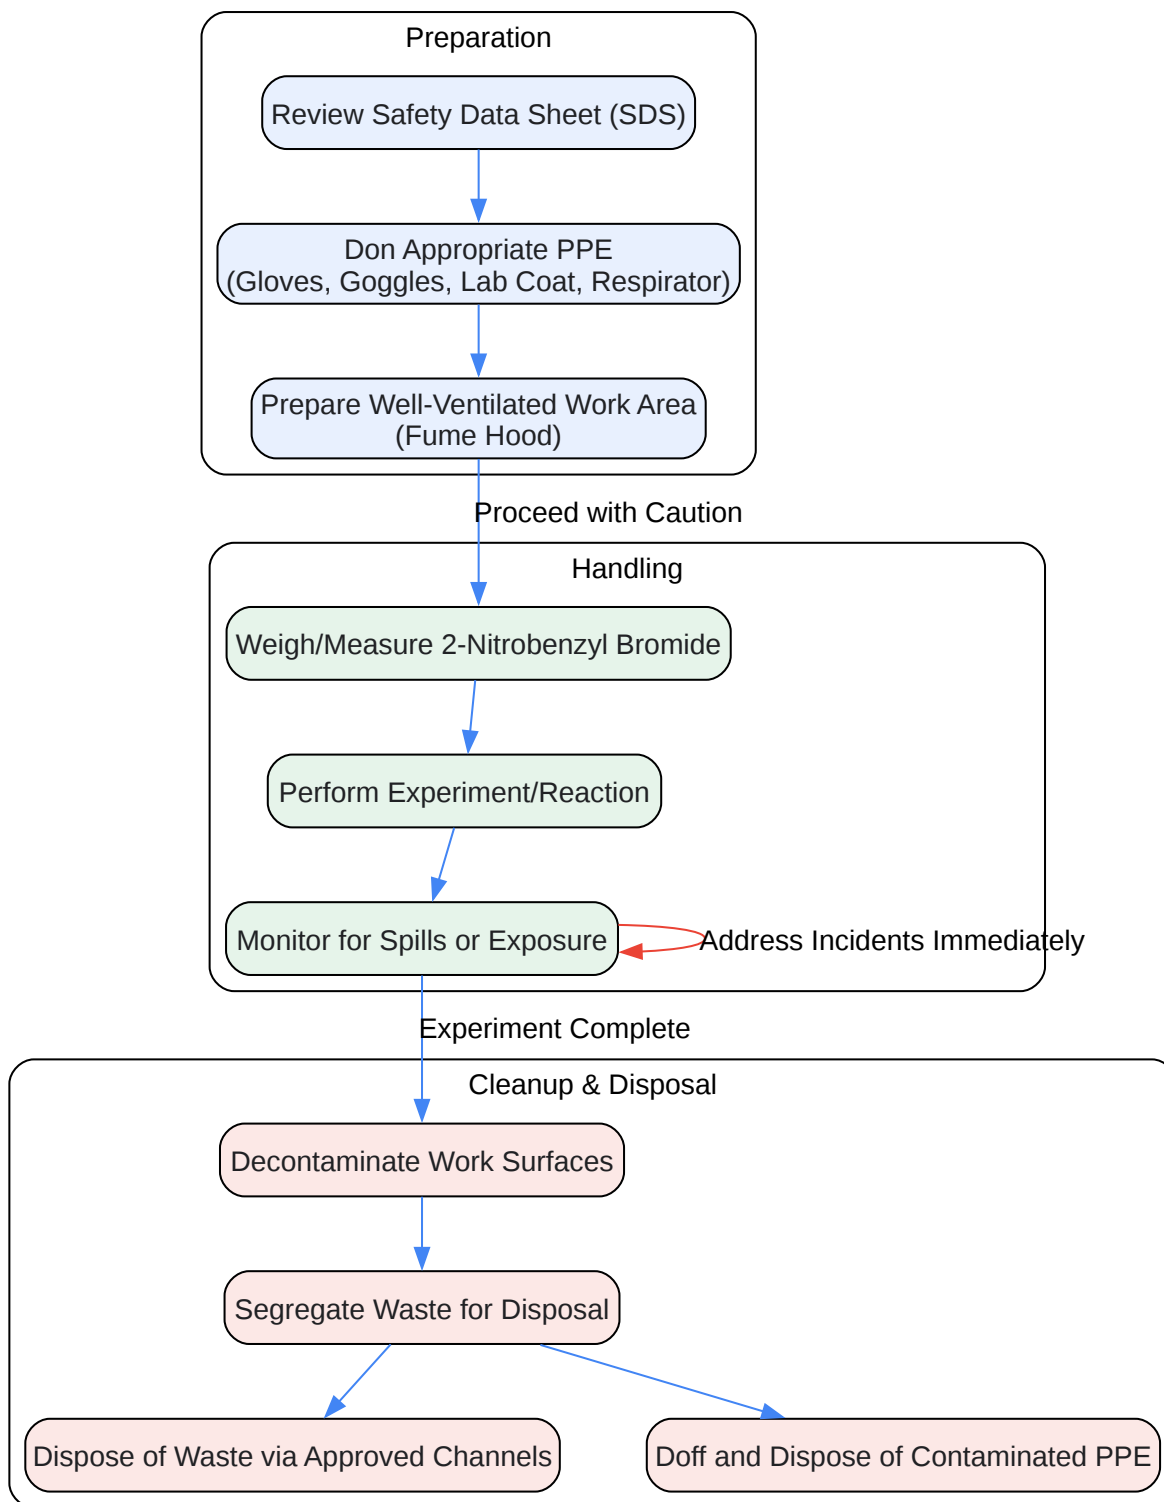 Preparation
Review Safety Data Sheet (SDS)
Don Appropriate PPE
(Gloves, Goggles, Lab Coat, Respirator)
Prepare Well-Ventilated Work Area
(Fume Hood)
Proceed with Caution
Handling
Weigh/Measure 2-Nitrobenzyl Bromide
Perform Experiment/Reaction
Monitor for Spills or Exposure
Address Incidents Immediately
Experiment Complete
Cleanup & Disposal
Decontaminate Work Surfaces
Segregate Waste for Disposal
Dispose of Waste via Approved Channels
Doff and Dispose of Contaminated PPE